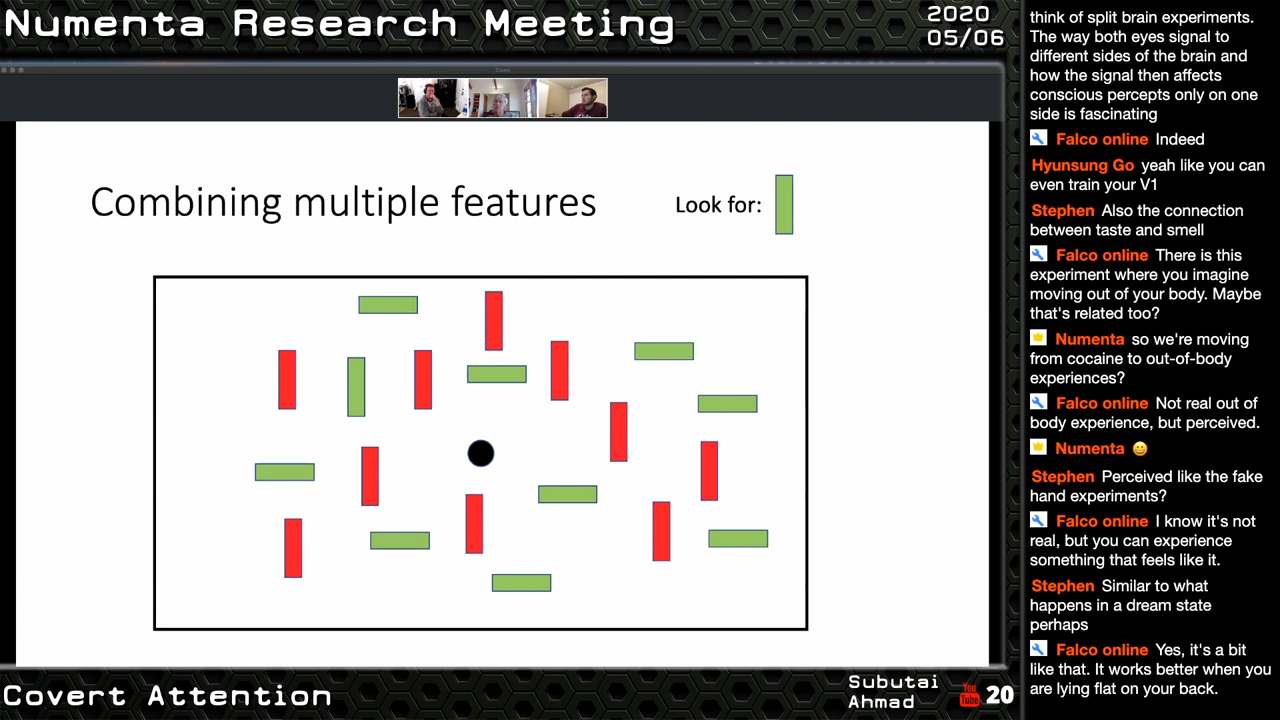 Numenta Research Meeting
2020
05/06
Zoom
Combining multiple features
Look for:
think of split brain experiments.
The way both eyes signal to
different sides of the brain and
how the signal then affects
conscious percepts only on one
side is fascinating
Falco online Indeed
Hyunsung Go yeah like you can
even train your V1
Stephen Also the connection
between taste and smell
Falco online There is this
experiment where you imagine
moving out of your body. Maybe
that's related too?
Numenta so we're moving
from cocaine to out-of-body
experiences?
Falco online Not real out of
body experience, but perceived.
Numenta 😀
Stephen Perceived like the fake
hand experiments?
Falco online I know it's not
real, but you can experience
something that feels like it.
Stephen Similar to what
happens in a dream state
perhaps
Falco online Yes, it's a bit
like that. It works better when you
are lying flat on your back.
Covert Attention
Subutai
Ahmad
You
Tube
20